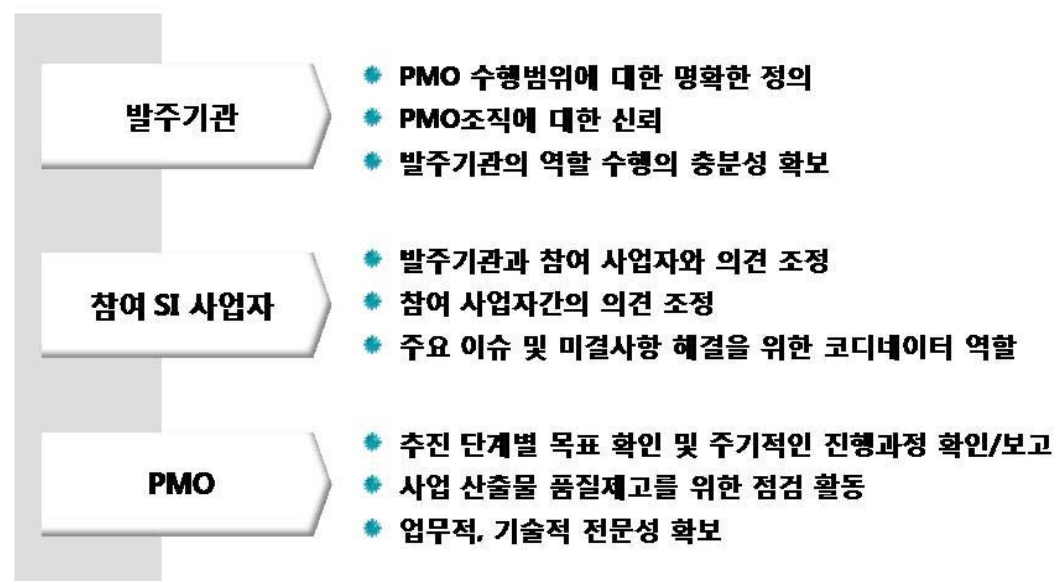 발주기관
PMO 수행범위에 대한 명확한 정의
PMO조직에 대한 신뢰
발주기관의 역할 수행의 충분성 확보
참여 SI 사업자
발주기관과 참여 사업자와 의견 조정
참여 사업자간의 의견 조정
주요 이슈 및 미결사항 해결을 위한 코디네이터 역할
PMO
추진 단계별 목표 확인 및 주기적인 진행과정 확인/보고
사업 산출물 품질제고를 위한 점검 활동
업무적, 기술적 전문성 확보